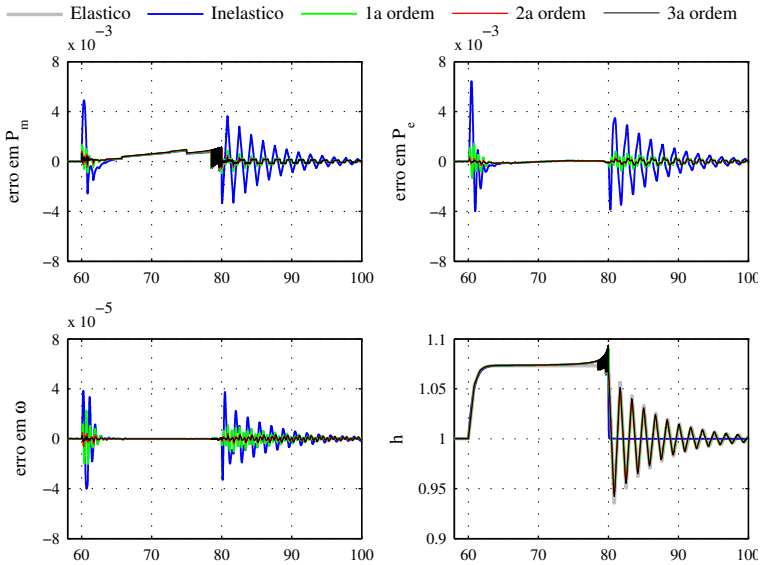 Elastico Inelastico 1a ordem 2a ordem 3a ordem
x 10−3
8
4
0
−4
−8
60 70 80 90 100
erro em Pm
x 10−3
8
4
0
−4
−8
60 70 80 90 100
erro em Pe
x 10−5
8
4
0
−4
−8
60 70 80 90 100
erro em ω
1.1
1.05
1
0.95
0.9
60 70 80 90 100
h